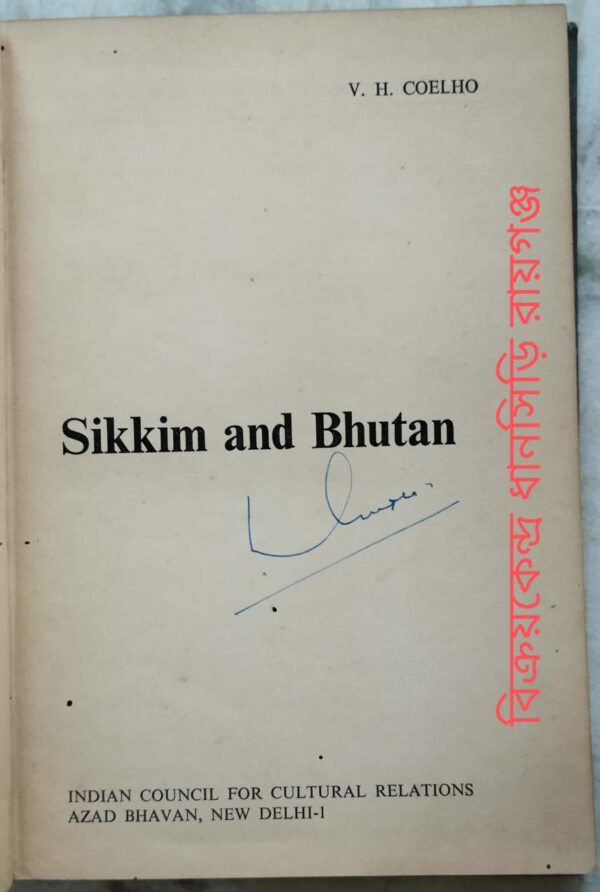 V. H. COELHO
Sikkim and Bhutan
INDIAN COUNCIL FOR CULTURAL RELATIONS
AZAD BHAVAN, NEW DELHI-1
বিক্রয়কেন্দ্র ধানসিড়ি রায়গঞ্জ